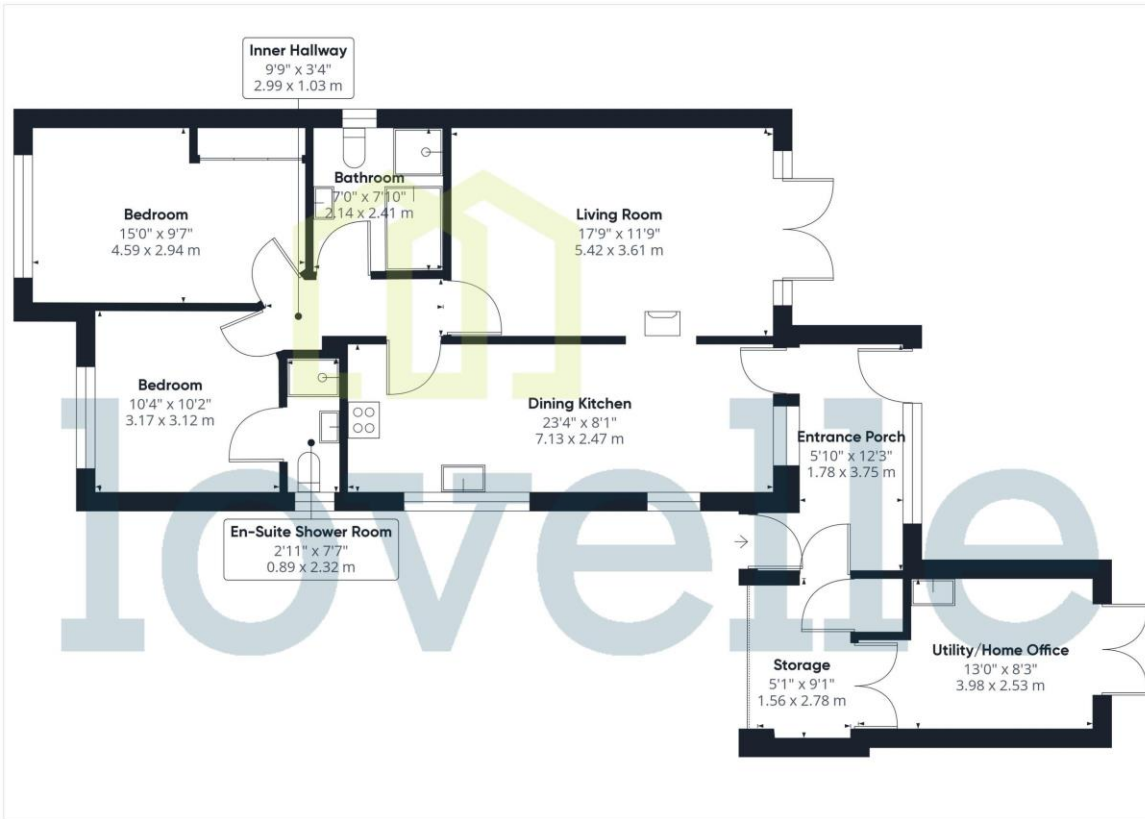 Inner Hallway
9'9" x 3'4"
2.99 x 1.03 m
Bathroom
7'0" x 7'10"
2.14 x 2.41 m
Bedroom
15'0" x 9'7"
4.59 x 2.94 m
Living Room
17'9" x 11'9"
5.42 x 3.61 m
Bedroom
10'4" x 10'2"
3.17 x 3.12 m
Dining Kitchen
23'4" x 8'1"
7.13 x 2.47 m
Entrance Porch
5'10" x 12'3"
1.78 x 3.75 m
En-Suite Shower Room
2'11" x 7'7"
0.89 x 2.32 m
Storage
5'1" x 9'1"
1.56 x 2.78 m
Utility/Home Office
13'0" x 8'3"
3.98 x 2.53 m
lovelle